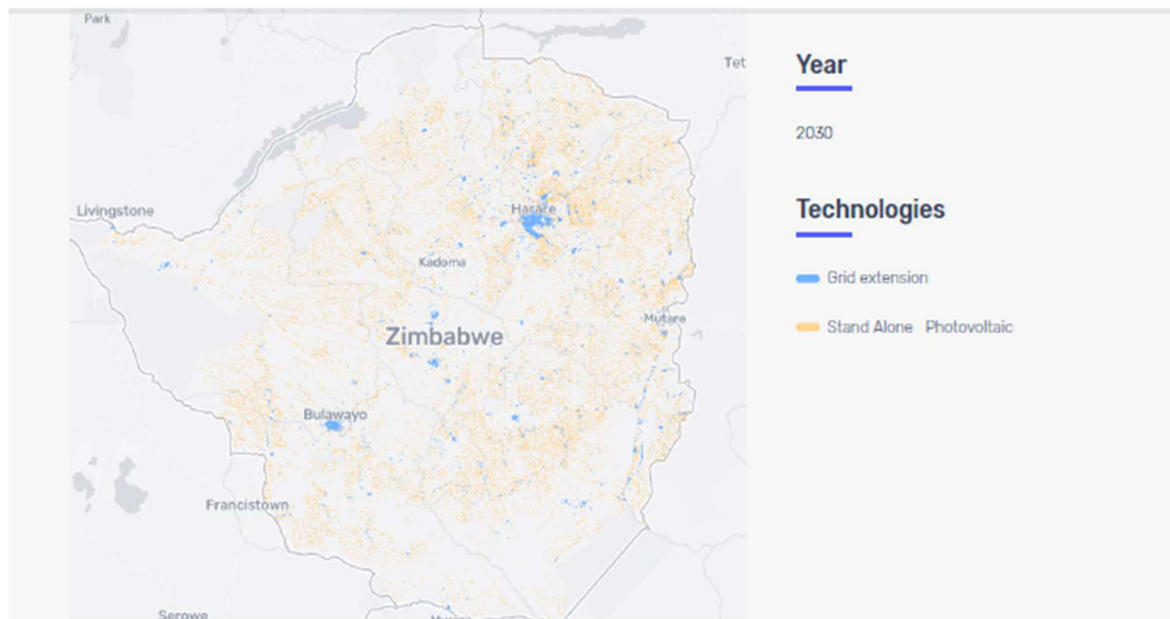 Park
Tet
Livingstone
Harare
Kadoma
Mutare
Zimbabwe
Bulawayo
Francistown
Serowe
Year
2030
Technologies
Grid extension
Stand Alone Photovoltaic